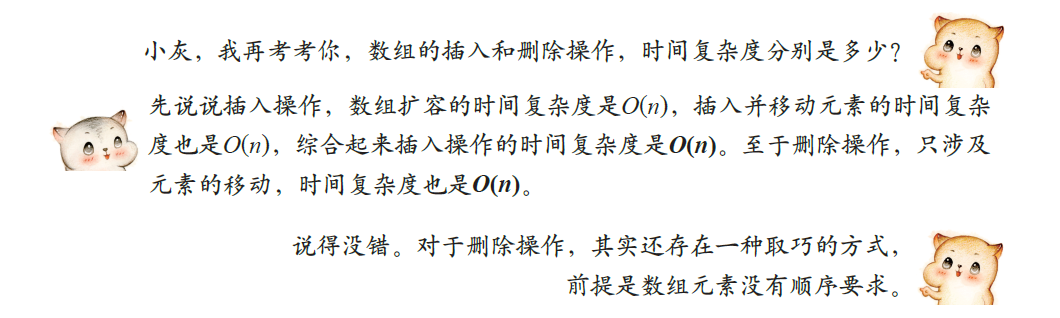 小灰，我再考考你，数组的插入和删除操作，时间复杂度分别是多少？
先说说插入操作，数组扩容的时间复杂度是O(n)，插入并移动元素的时间复杂
度也是O(n)，综合起来插入操作的时间复杂度是O(n)。至于删除操作，只涉及
元素的移动，时间复杂度也是O(n)。
说得没错。对于删除操作，其实还存在一种取巧的方式，
前提是数组元素没有顺序要求。